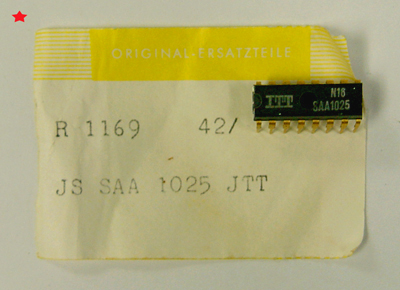 ORIGINAL-ERSATZTEILE
ITT
N16
SAA1025
R 1169 42/
JS SAA 1025 JTT